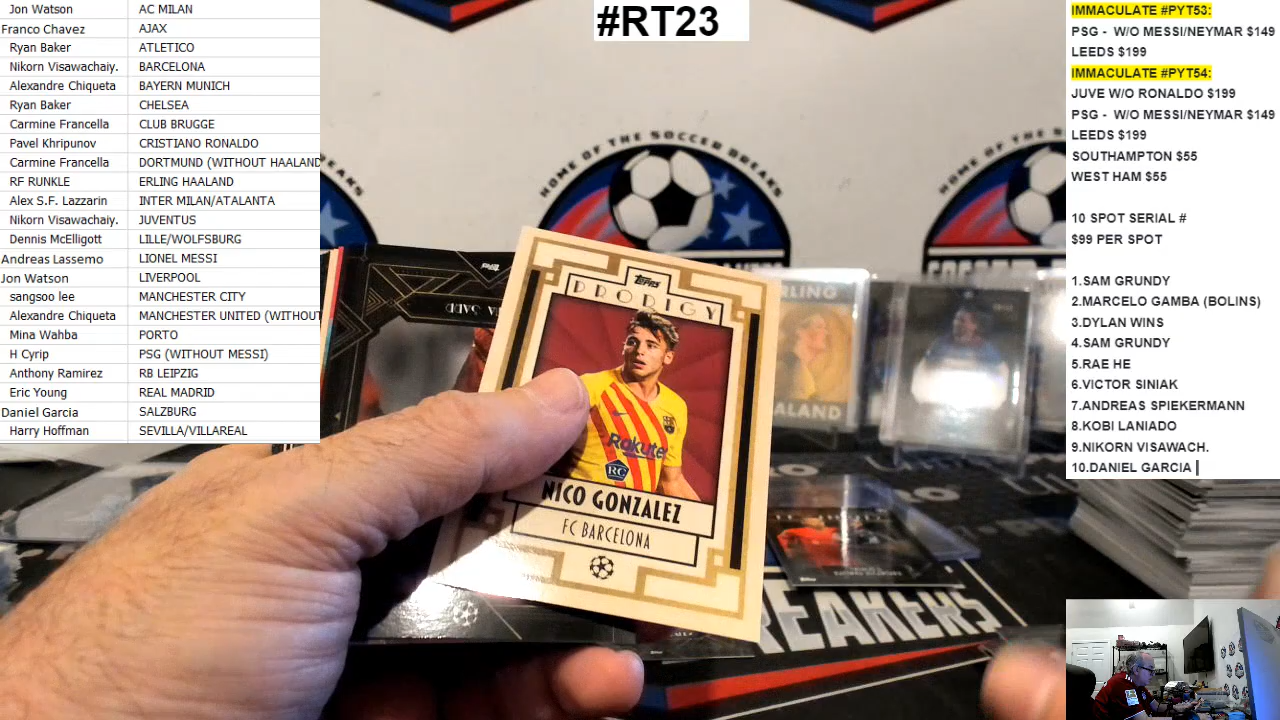 #RT23
Jon Watson AC MILAN
Franco Chavez AJAX
Ryan Baker ATLETICO
Nikorn Visawachaiy. BARCELONA
Alexandre Chiqueta BAYERN MUNICH
Ryan Baker CHELSEA
Carmine Francella CLUB BRUGGE
Pavel Khripunov CRISTIANO RONALDO
Carmine Francella DORTMUND (WITHOUT HAALAND
RF RUNKLE ERLING HAALAND
Alex S.F. Lazzarin INTER MILAN/ATALANTA
Nikorn Visawachaiy. JUVENTUS
Dennis McElligott LILLE/WOLFSBURG
Andreas Lassemo LIONEL MESSI
Jon Watson LIVERPOOL
sangsoo lee MANCHESTER CITY
Alexandre Chiqueta MANCHESTER UNITED (WITHOUT
Mina Wahba PORTO
H Cyrip PSG (WITHOUT MESSI)
Anthony Ramirez RB LEIPZIG
Eric Young REAL MADRID
Daniel Garcia SALZBURG
Harry Hoffman SEVILLA/VILLAREAL
HOME OF THE SOCCER BREAKS
topps
PRODIGY
Rakuten
RC
NICO GONZALEZ
FC BARCELONA
ALAND
REAKERS
IMMACULATE #PYT53:
PSG - W/O MESSI/NEYMAR $149
LEEDS $199
IMMACULATE #PYT54:
JUVE W/O RONALDO $199
PSG - W/O MESSI/NEYMAR $149
LEEDS $199
SOUTHAMPTON $55
WEST HAM $55
10 SPOT SERIAL #
$99 PER SPOT
1.SAM GRUNDY
2.MARCELO GAMBA (BOLINS)
3.DYLAN WINS
4.SAM GRUNDY
5.RAE HE
6.VICTOR SINIAK
7.ANDREAS SPIEKERMANN
8.KOBI LANIADO
9.NIKORN VISAWACH.
10.DANIEL GARCIA